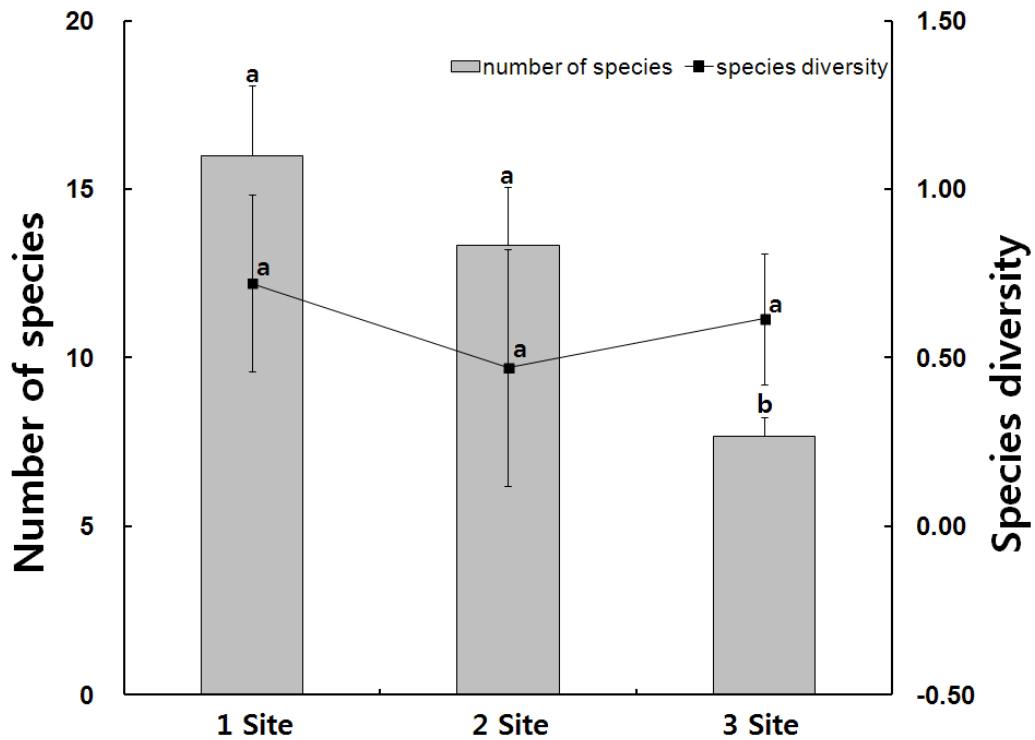 20
15
10
5
0
Number of species
number of species
species diversity
a
a
b
a
a
a
1.50
1.00
0.50
0.00
-0.50
Species diversity
1 Site
2 Site
3 Site